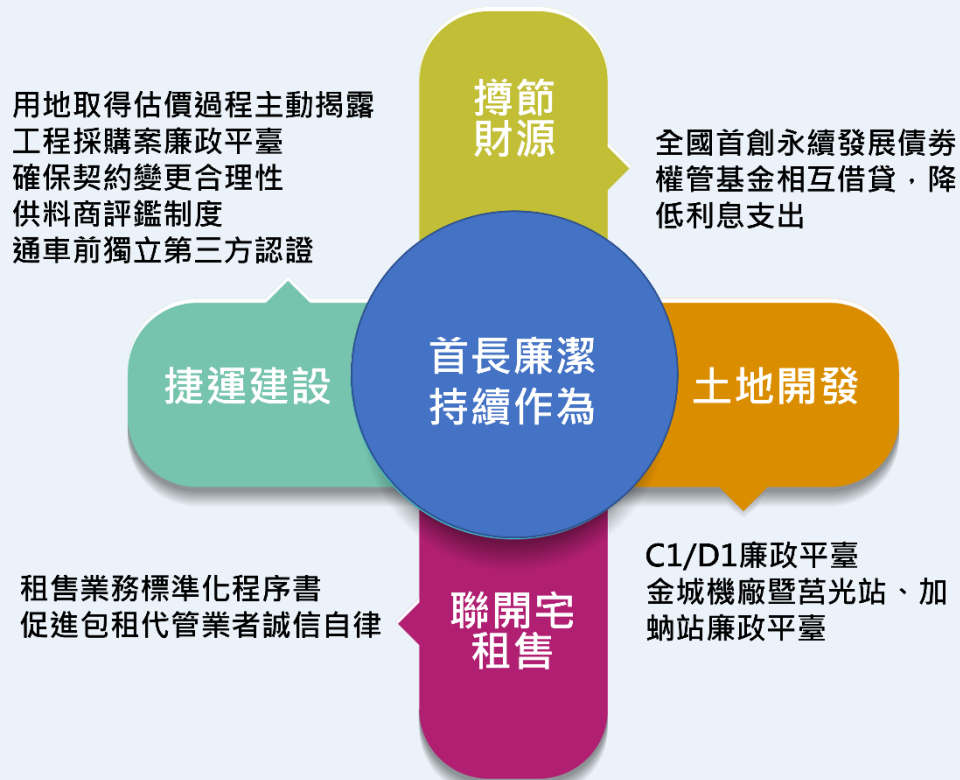 撙節
財源
用地取得估價過程主動揭露
工程採購案廉政平臺
確保契約變更合理性
供料商評鑑制度
通車前獨立第三方認證
全國首創永續發展債券
權管基金相互借貸，降
低利息支出
捷運建設
首長廉潔
持續作為
土地開發
租售業務標準化程序書
促進包租代管業者誠信自律
聯開宅
租售
C1/D1廉政平臺
金城機廠暨莒光站、加
蚋站廉政平臺